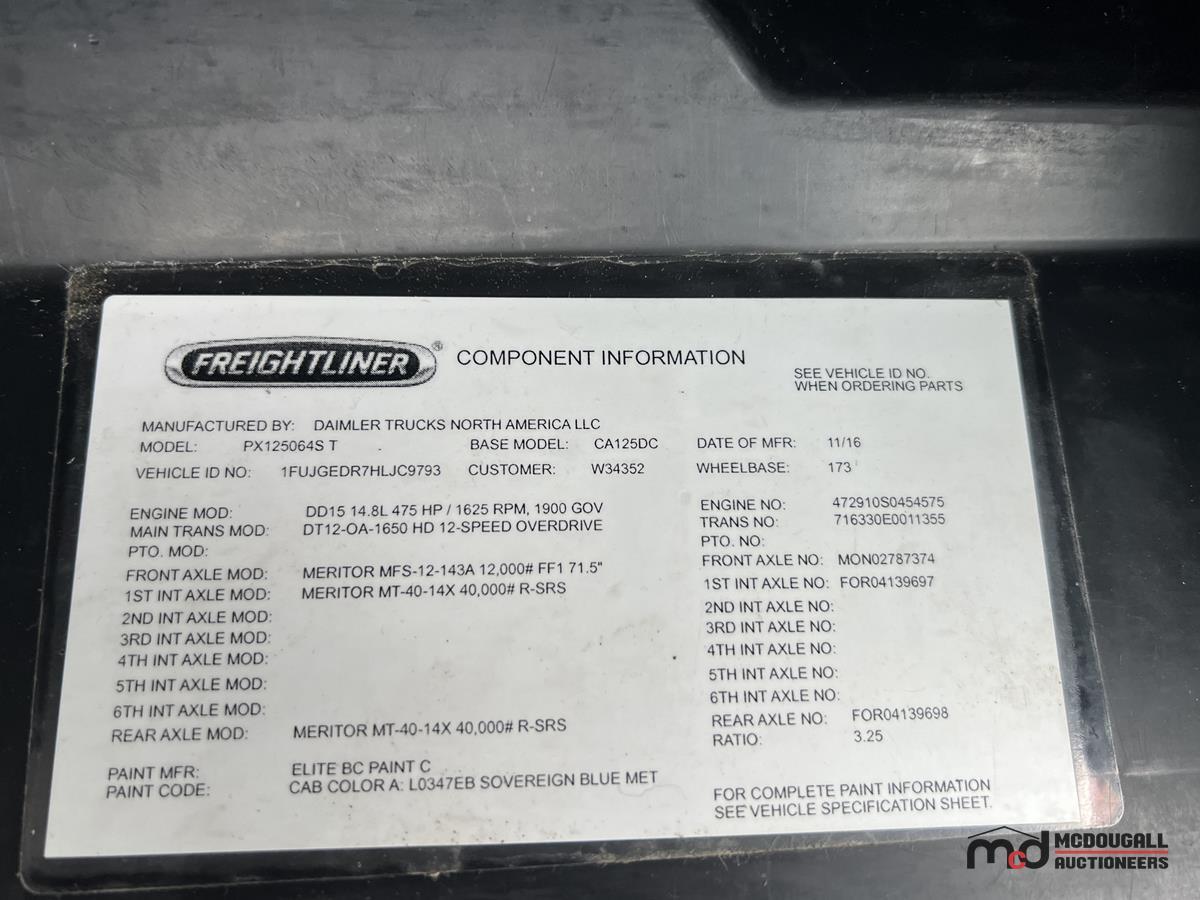 FREIGHTLINER® COMPONENT INFORMATION
SEE VEHICLE ID NO.
WHEN ORDERING PARTS
MANUFACTURED BY: DAIMLER TRUCKS NORTH AMERICA LLC
MODEL: PX125064S T BASE MODEL: CA125DC DATE OF MFR: 11/16
VEHICLE ID NO: 1FUJGEDR7HLJC9793 CUSTOMER: W34352 WHEELBASE: 173
ENGINE MOD: DD15 14.8L 475 HP / 1625 RPM, 1900 GOV ENGINE NO: 472910S0454575
MAIN TRANS MOD: DT12-OA-1650 HD 12-SPEED OVERDRIVE TRANS NO: 716330E0011355
PTO. MOD: PTO. NO:
FRONT AXLE MOD: MERITOR MFS-12-143A 12,000# FF1 71.5" FRONT AXLE NO: MON02787374
1ST INT AXLE MOD: MERITOR MT-40-14X 40,000# R-SRS 1ST INT AXLE NO: FOR04139697
2ND INT AXLE MOD: 2ND INT AXLE NO:
3RD INT AXLE MOD: 3RD INT AXLE NO:
4TH INT AXLE MOD: 4TH INT AXLE NO:
5TH INT AXLE MOD: 5TH INT AXLE NO:
6TH INT AXLE MOD: 6TH INT AXLE NO:
REAR AXLE MOD: MERITOR MT-40-14X 40,000# R-SRS REAR AXLE NO: FOR04139698
RATIO: 3.25
PAINT MFR: ELITE BC PAINT C
PAINT CODE: CAB COLOR A: L0347EB SOVEREIGN BLUE MET
FOR COMPLETE PAINT INFORMATION
SEE VEHICLE SPECIFICATION SHEET.
mcd MCDOUGALL
AUCTIONEERS